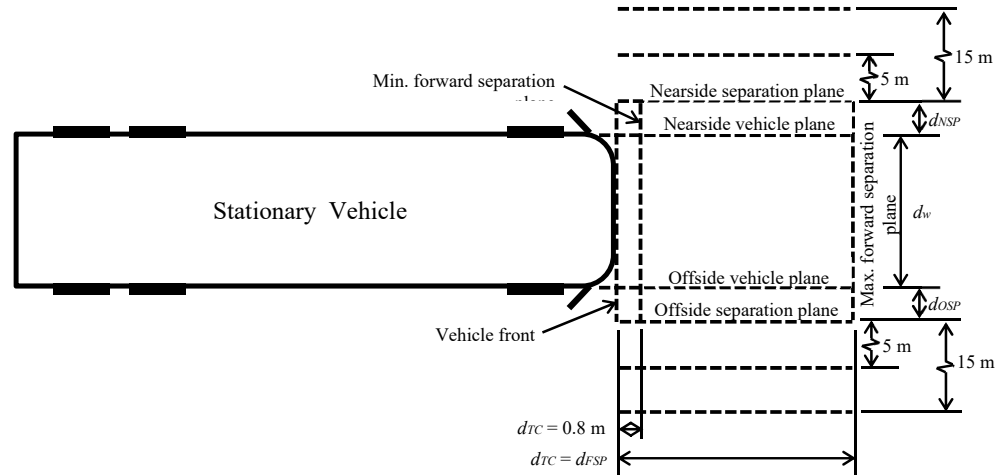 15 m
Min. forward separation
5 m
Nearside separation plane
dNSP
Nearside vehicle plane
Max. forward separation
plane
Stationary Vehicle
dw
Offside vehicle plane
Offside separation plane
dOSP
Vehicle front
5 m
15 m
dTC = 0.8 m
dTC = dFSP